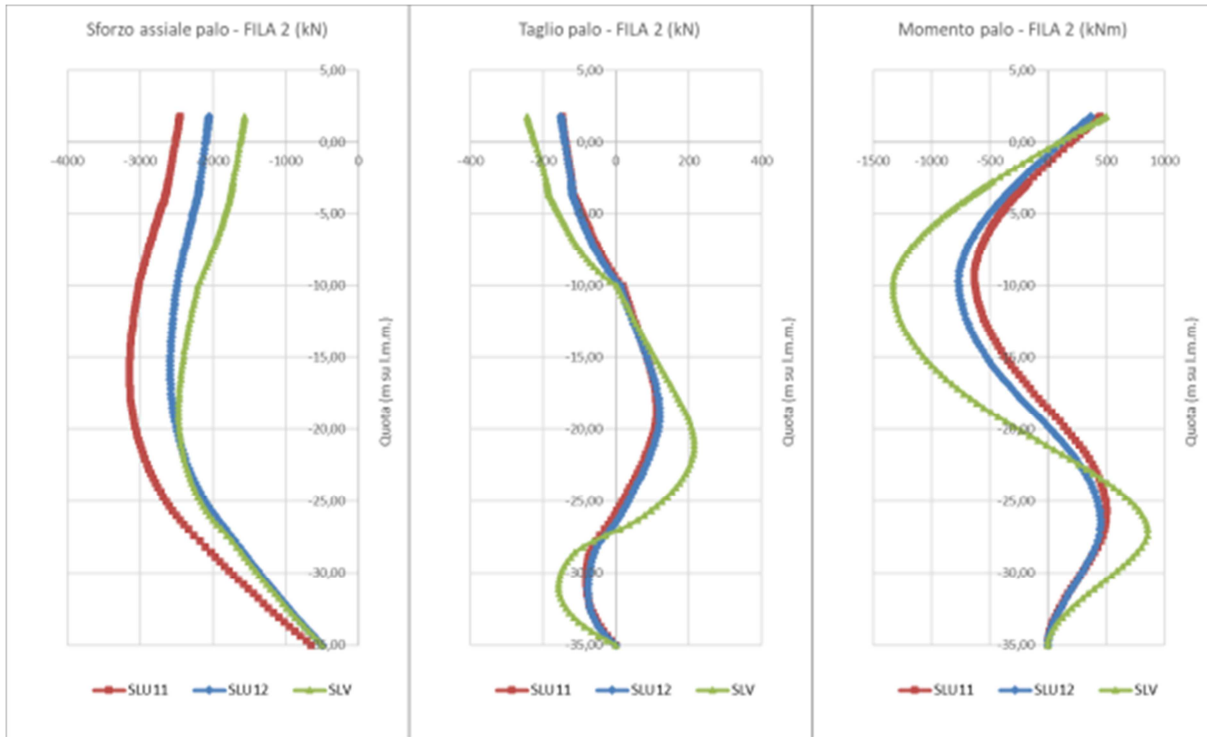 Sforzo assiale palo - FILA 2 (kN)
5,00
0,00
-4000 -3000 -2000 -1000 0
-5,00
-10,00
-15,00
-20,00
-25,00
-30,00
Quota (m su l.m.m.)
SLU11 SLU12 SLV
Taglio palo - FILA 2 (kN)
5,00
0,00
-400 -200 0 200 400
-10,00
-15,00
-20,00
-25,00
-30,00
-35,00
Quota (m su l.m.m.)
SLU11 SLU12 SLV
Momento palo - FILA 2 (kNm)
5,00
0,00
-1500 -1000 -500 0 500 1000
-5,00
-10,00
-15,00
-20,00
-25,00
-30,00
-35,00
Quota (m su l.m.m.)
SLU11 SLU12 SLV